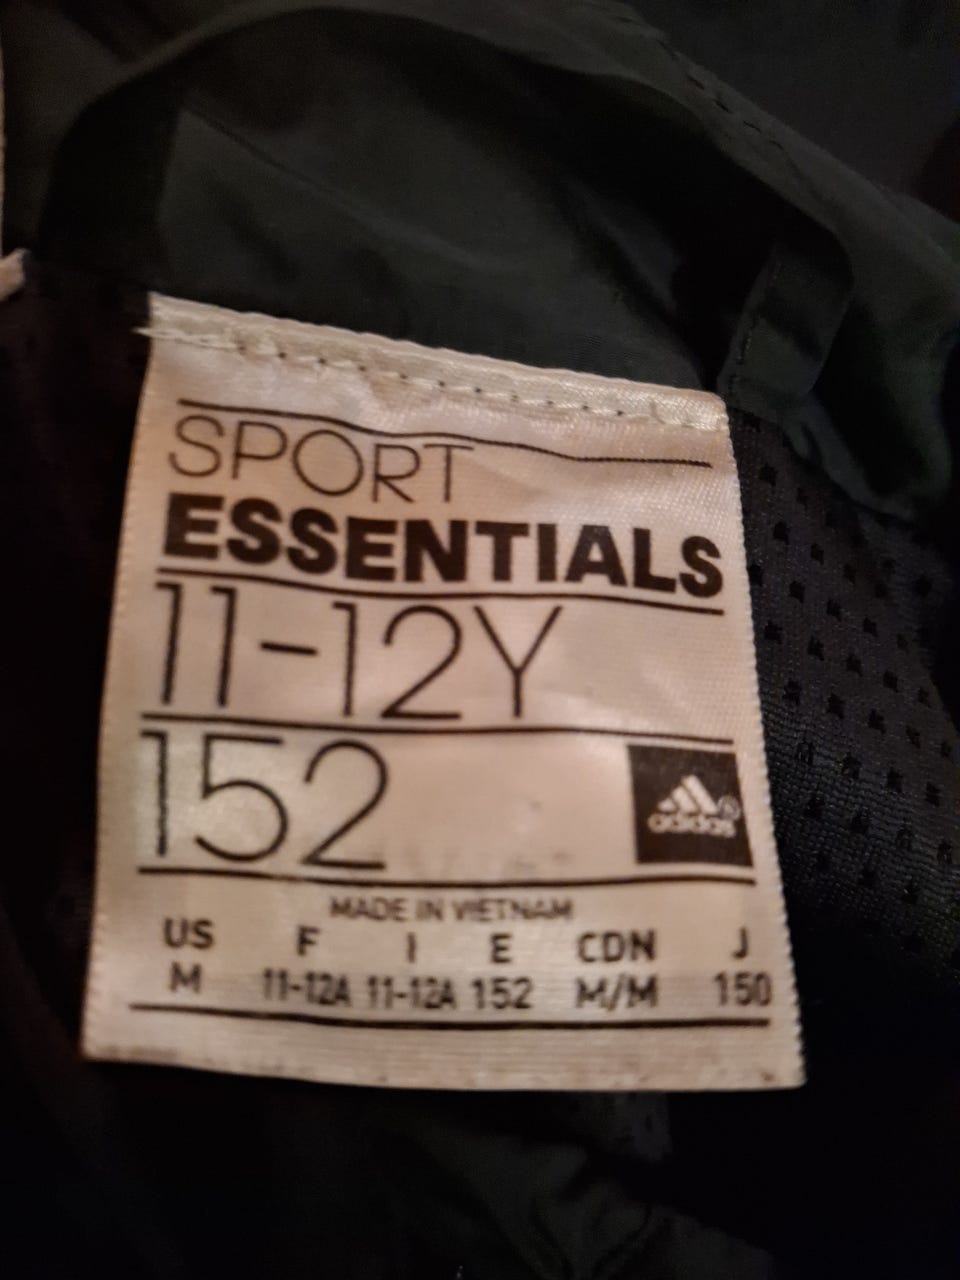 SPORT
ESSENTIALS
11-12Y
152
adidas®
MADE IN VIETNAM
US F I E CDN J
M 11-12A 11-12A 152 M/M 150